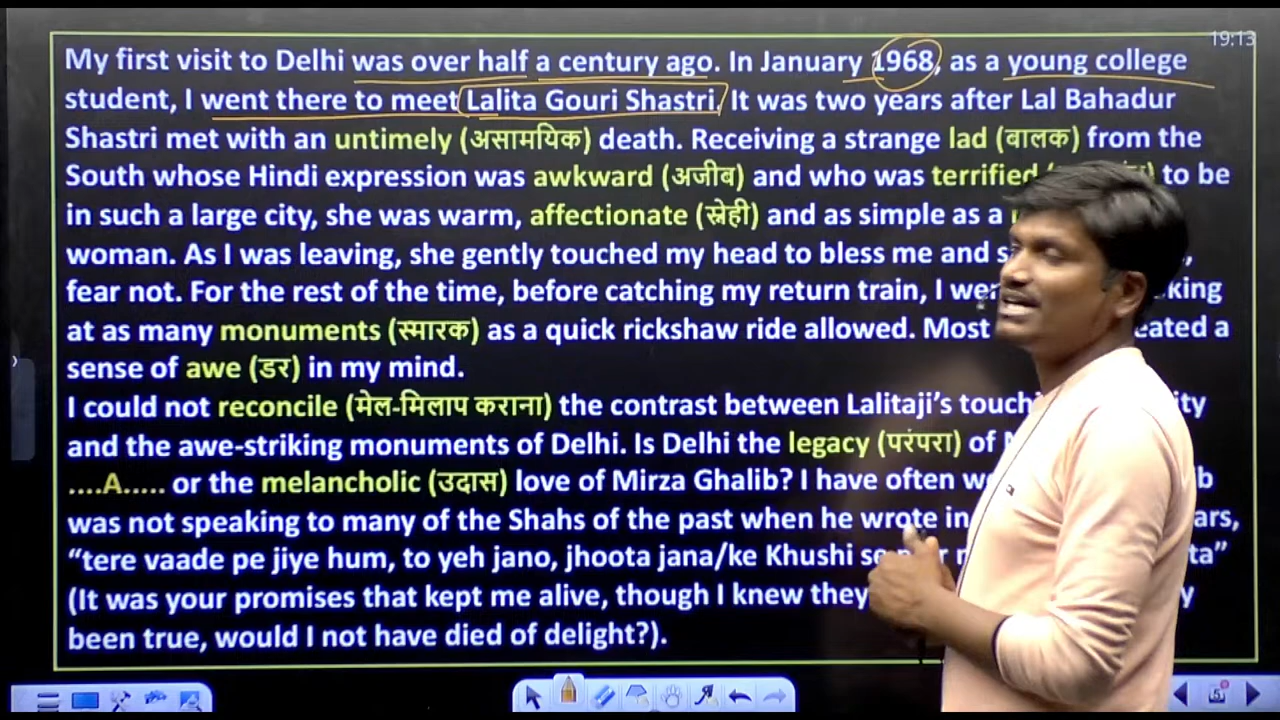 19:13
My first visit to Delhi was over half a century ago. In January 1968, as a young college
student, I went there to meet Lalita Gouri Shastri. It was two years after Lal Bahadur
Shastri met with an untimely (असामयिक) death. Receiving a strange lad (बालक) from the
South whose Hindi expression was awkward (अजीब) and who was terrified to be
in such a large city, she was warm, affectionate (स्नेही) and as simple as a
woman. As I was leaving, she gently touched my head to bless me and
fear not. For the rest of the time, before catching my return train, I
at as many monuments (स्मारक) as a quick rickshaw ride allowed. Most a
sense of awe (डर) in my mind.
I could not reconcile (मेल-मिलाप कराना) the contrast between Lalitaji’s
and the awe-striking monuments of Delhi. Is Delhi the legacy (परंपरा) of
....A..... or the melancholic (उदास) love of Mirza Ghalib? I have often
was not speaking to many of the Shahs of the past when he wrote in
“tere vaade pe jiye hum, to yeh jano, jhoota jana/ke Khushi
(It was your promises that kept me alive, though I knew they
been true, would I not have died of delight?).